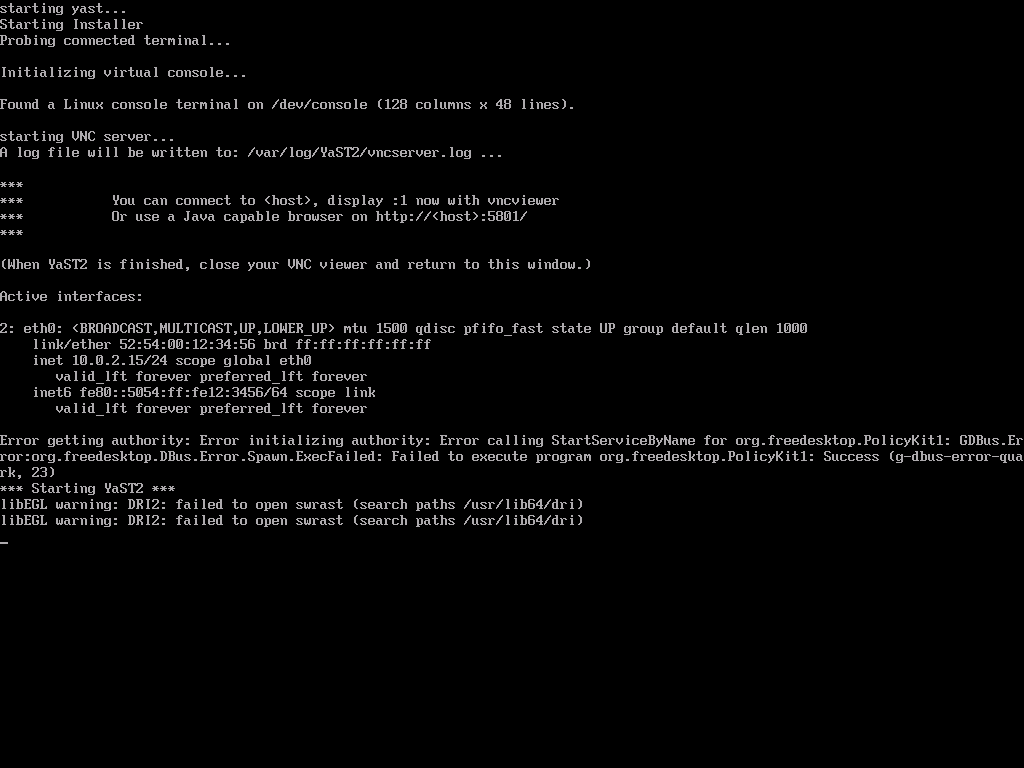 starting yast...
Starting Installer
Probing connected terminal...
Initializing virtual console...
Found a Linux console terminal on /dev/console (128 columns x 48 lines).
starting VNC server...
A log file will be written to: /var/log/YaST2/vncserver.log ...
***
***           You can connect to <host>, display :1 now with vncviewer
***           Or use a Java capable browser on http://<host>:5801/
***
(When YaST2 is finished, close your VNC viewer and return to this window.)
Active interfaces:
2: eth0: <BROADCAST,MULTICAST,UP,LOWER_UP> mtu 1500 qdisc pfifo_fast state UP group default qlen 1000
    link/ether 52:54:00:12:34:56 brd ff:ff:ff:ff:ff:ff
    inet 10.0.2.15/24 scope global eth0
       valid_lft forever preferred_lft forever
    inet6 fe80::5054:ff:fe12:3456/64 scope link
       valid_lft forever preferred_lft forever
Error getting authority: Error initializing authority: Error calling StartServiceByName for org.freedesktop.PolicyKit1: GDBus.Er
ror:org.freedesktop.DBus.Error.Spawn.ExecFailed: Failed to execute program org.freedesktop.PolicyKit1: Success (g-dbus-error-qua
rk, 23)
*** Starting YaST2 ***
libEGL warning: DRI2: failed to open swrast (search paths /usr/lib64/dri)
libEGL warning: DRI2: failed to open swrast (search paths /usr/lib64/dri)
_